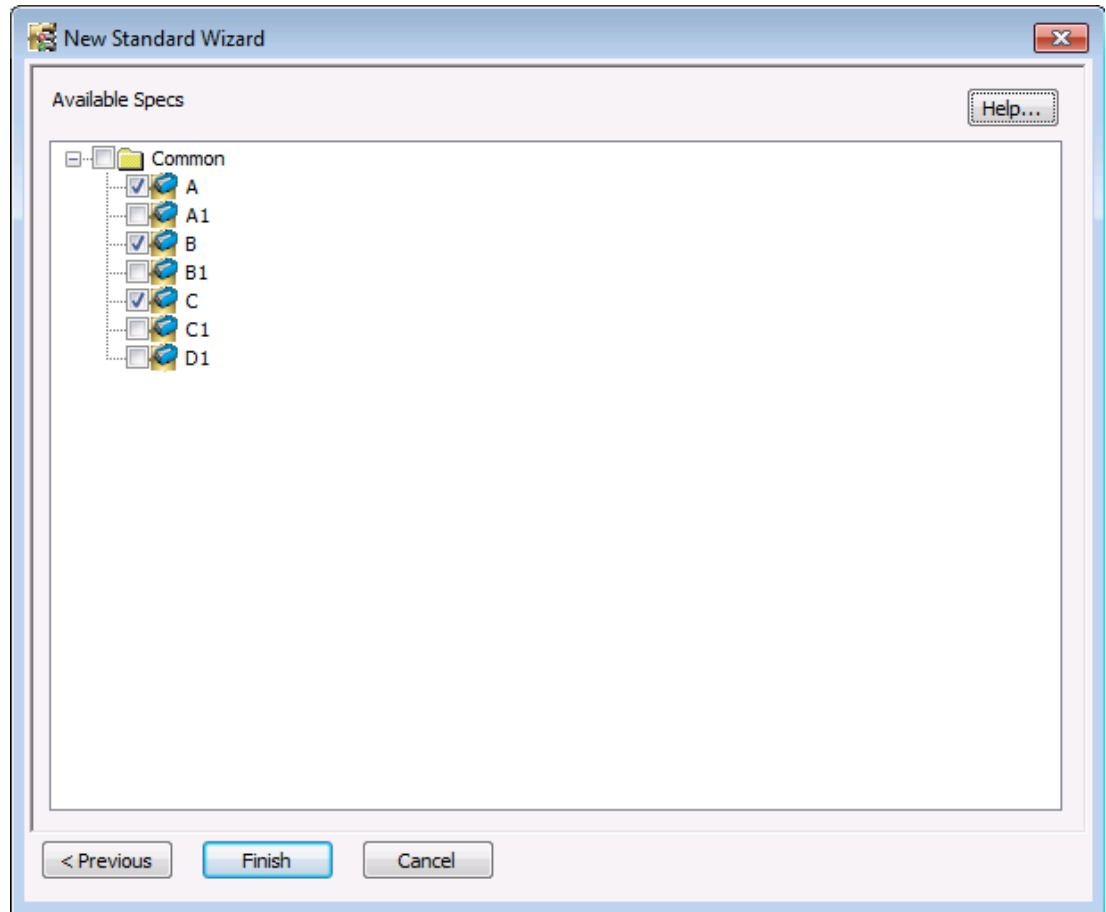 New Standard Wizard
Available Specs
Help...
Common
A
A1
B
B1
C
C1
D1
< Previous Finish Cancel